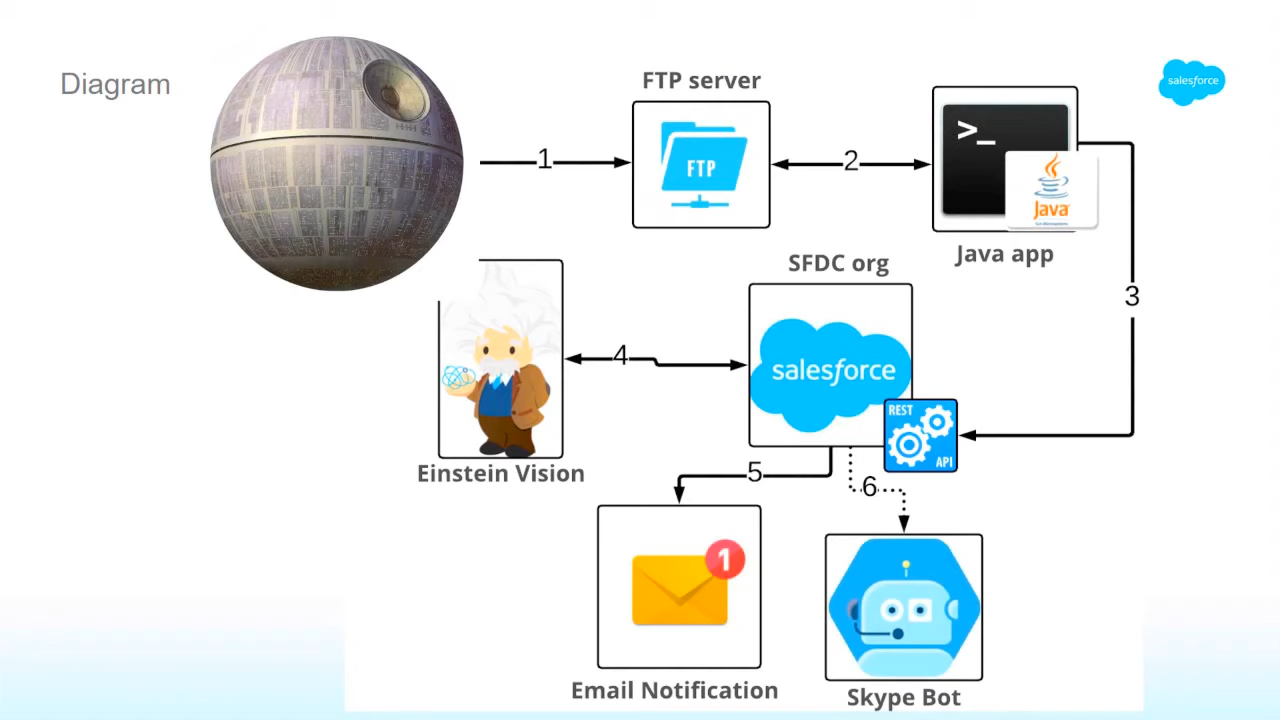 Diagram
FTP server
salesforce
1
FTP
2
>_
Java
Java app
SFDC org
3
4
salesforce
REST
API
Einstein Vision
5
6
1
Email Notification
Skype Bot